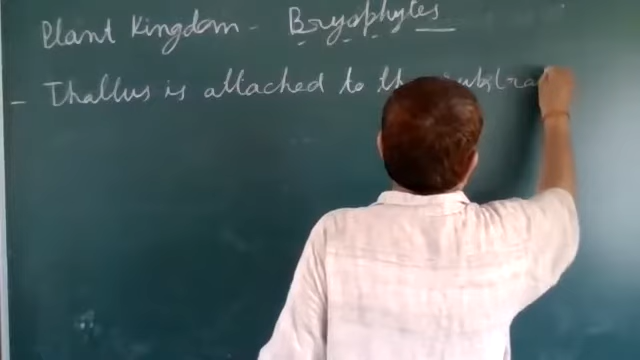 Plant Kingdom - Bryophytes
- Thallus is attached to the substra